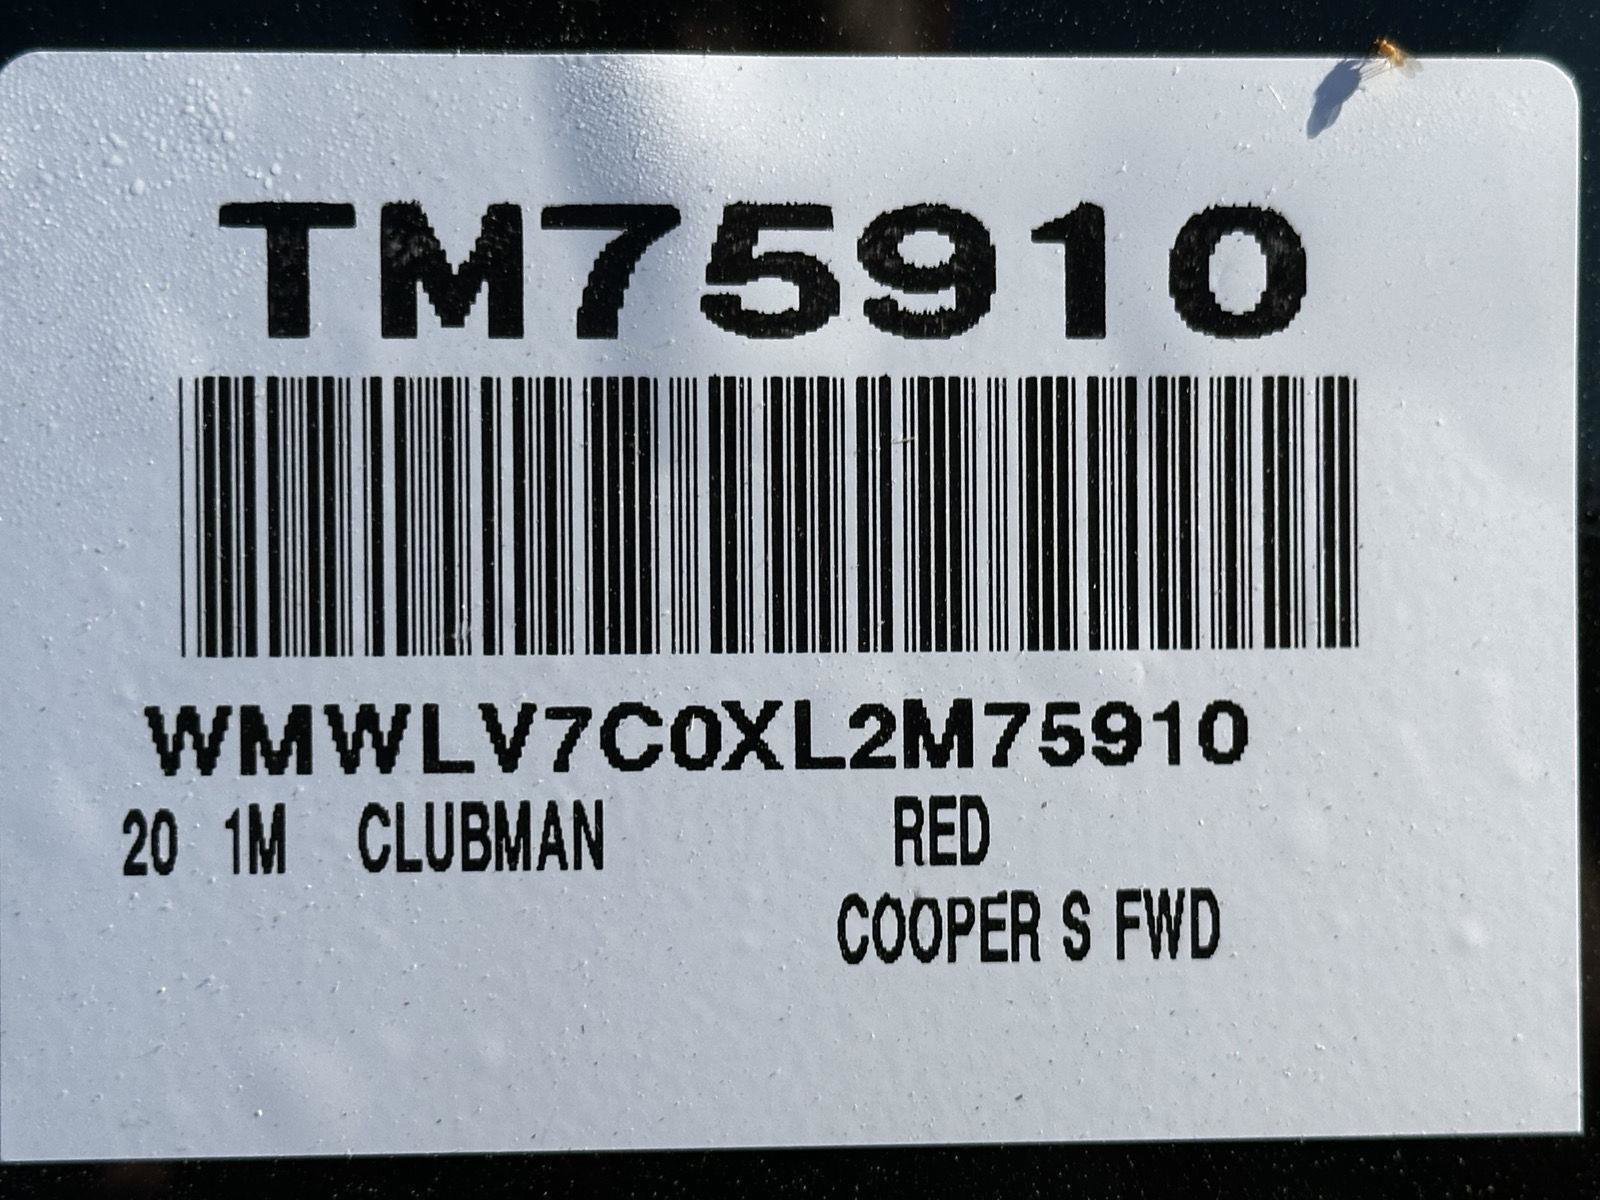 TM75910
WMWLV7C0XL2M75910
20 1M CLUBMAN RED
COOPER S FWD